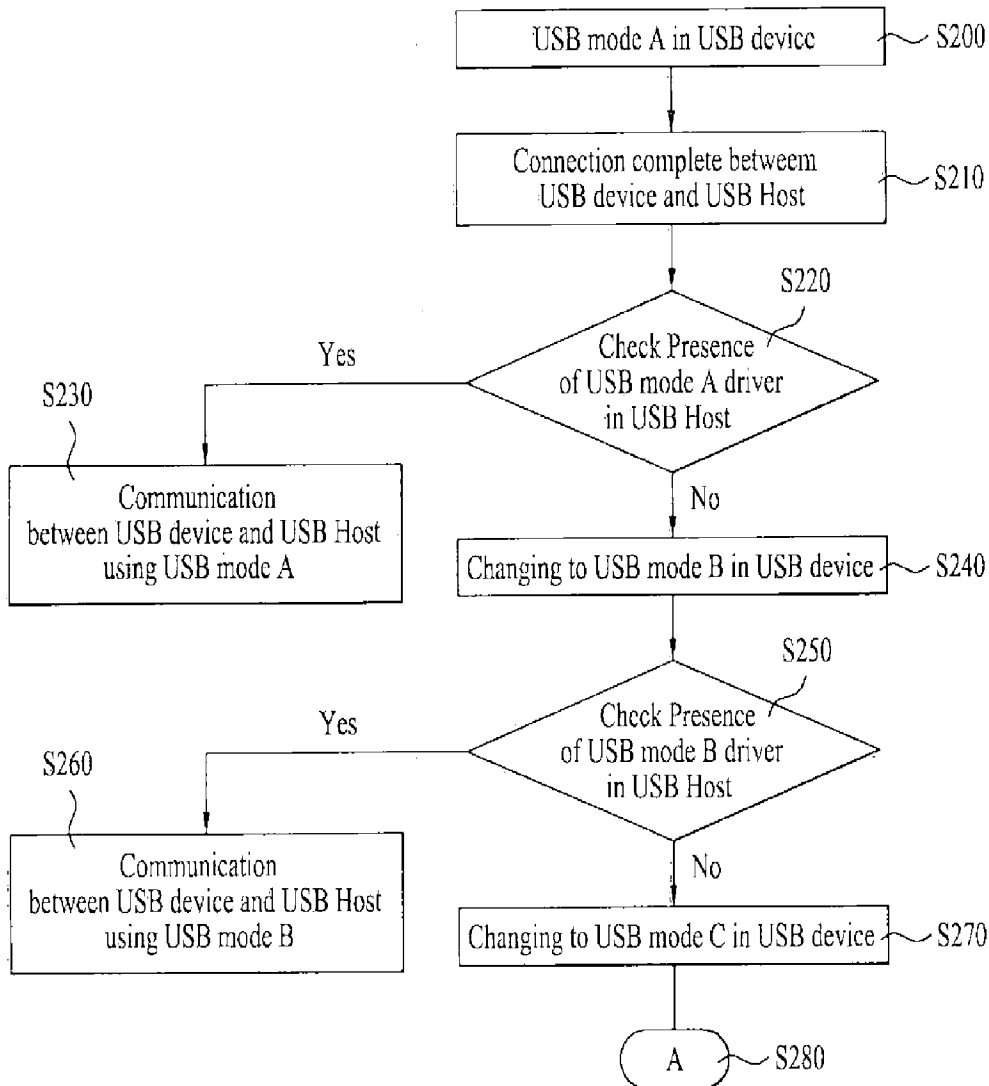 USB mode A in USB device
S200
Connection complete betweem
USB device and USB Host
S210
S220
Check Presence
of USB mode A driver
in USB Host
Yes
S230
Communication
between USB device and USB Host
using USB mode A
No
Changing to USB mode B in USB device
S240
S250
Check Presence
of USB mode B driver
in USB Host
Yes
S260
Communication
between USB device and USB Host
using USB mode B
No
Changing to USB mode C in USB device
S270
A
S280